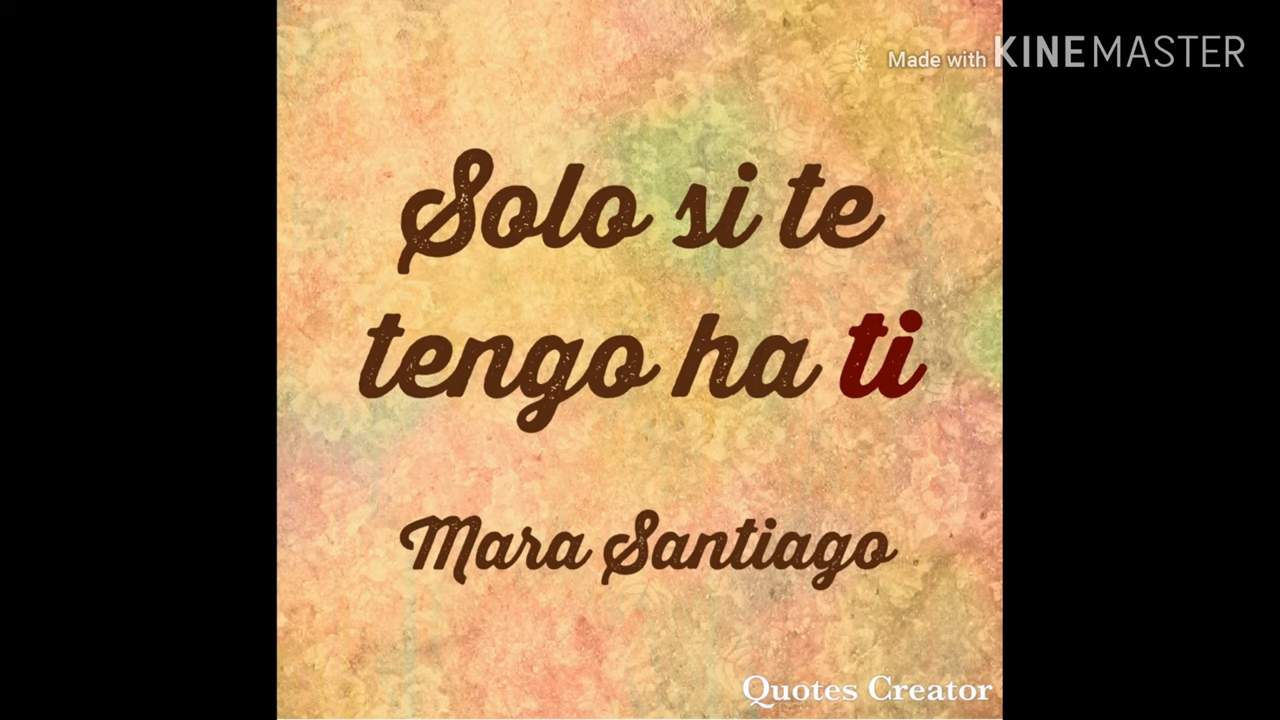 Made with KINEMASTER
Solo si te
tengo ha ti
Mara Santiago
Quotes Creator